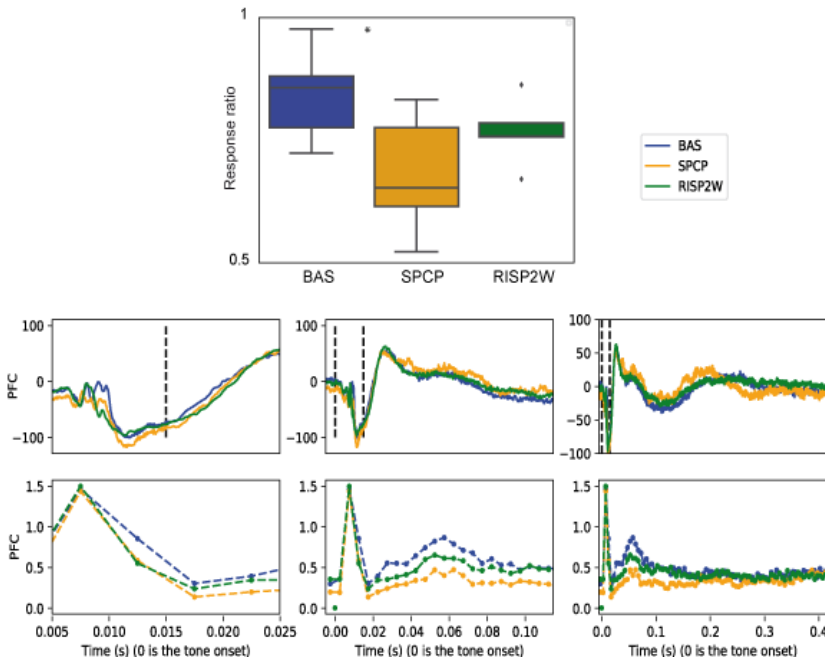 1
Response ratio
*
0.5
BAS SPCP RISP2W
BAS
SPCP
RISP2W
PFC
100
0
−100
100
0
−100
100
50
0
−50
−100
PFC
1.5
1.0
0.5
0.0
0.005 0.010 0.015 0.020 0.025
Time (s) (0 is the tone onset)
1.5
1.0
0.5
0.0
0.00 0.02 0.04 0.06 0.08 0.10
Time (s) (0 is the tone onset)
1.5
1.0
0.5
0.0
0.0 0.1 0.2 0.3 0.4
Time (s) (0 is the tone onset)